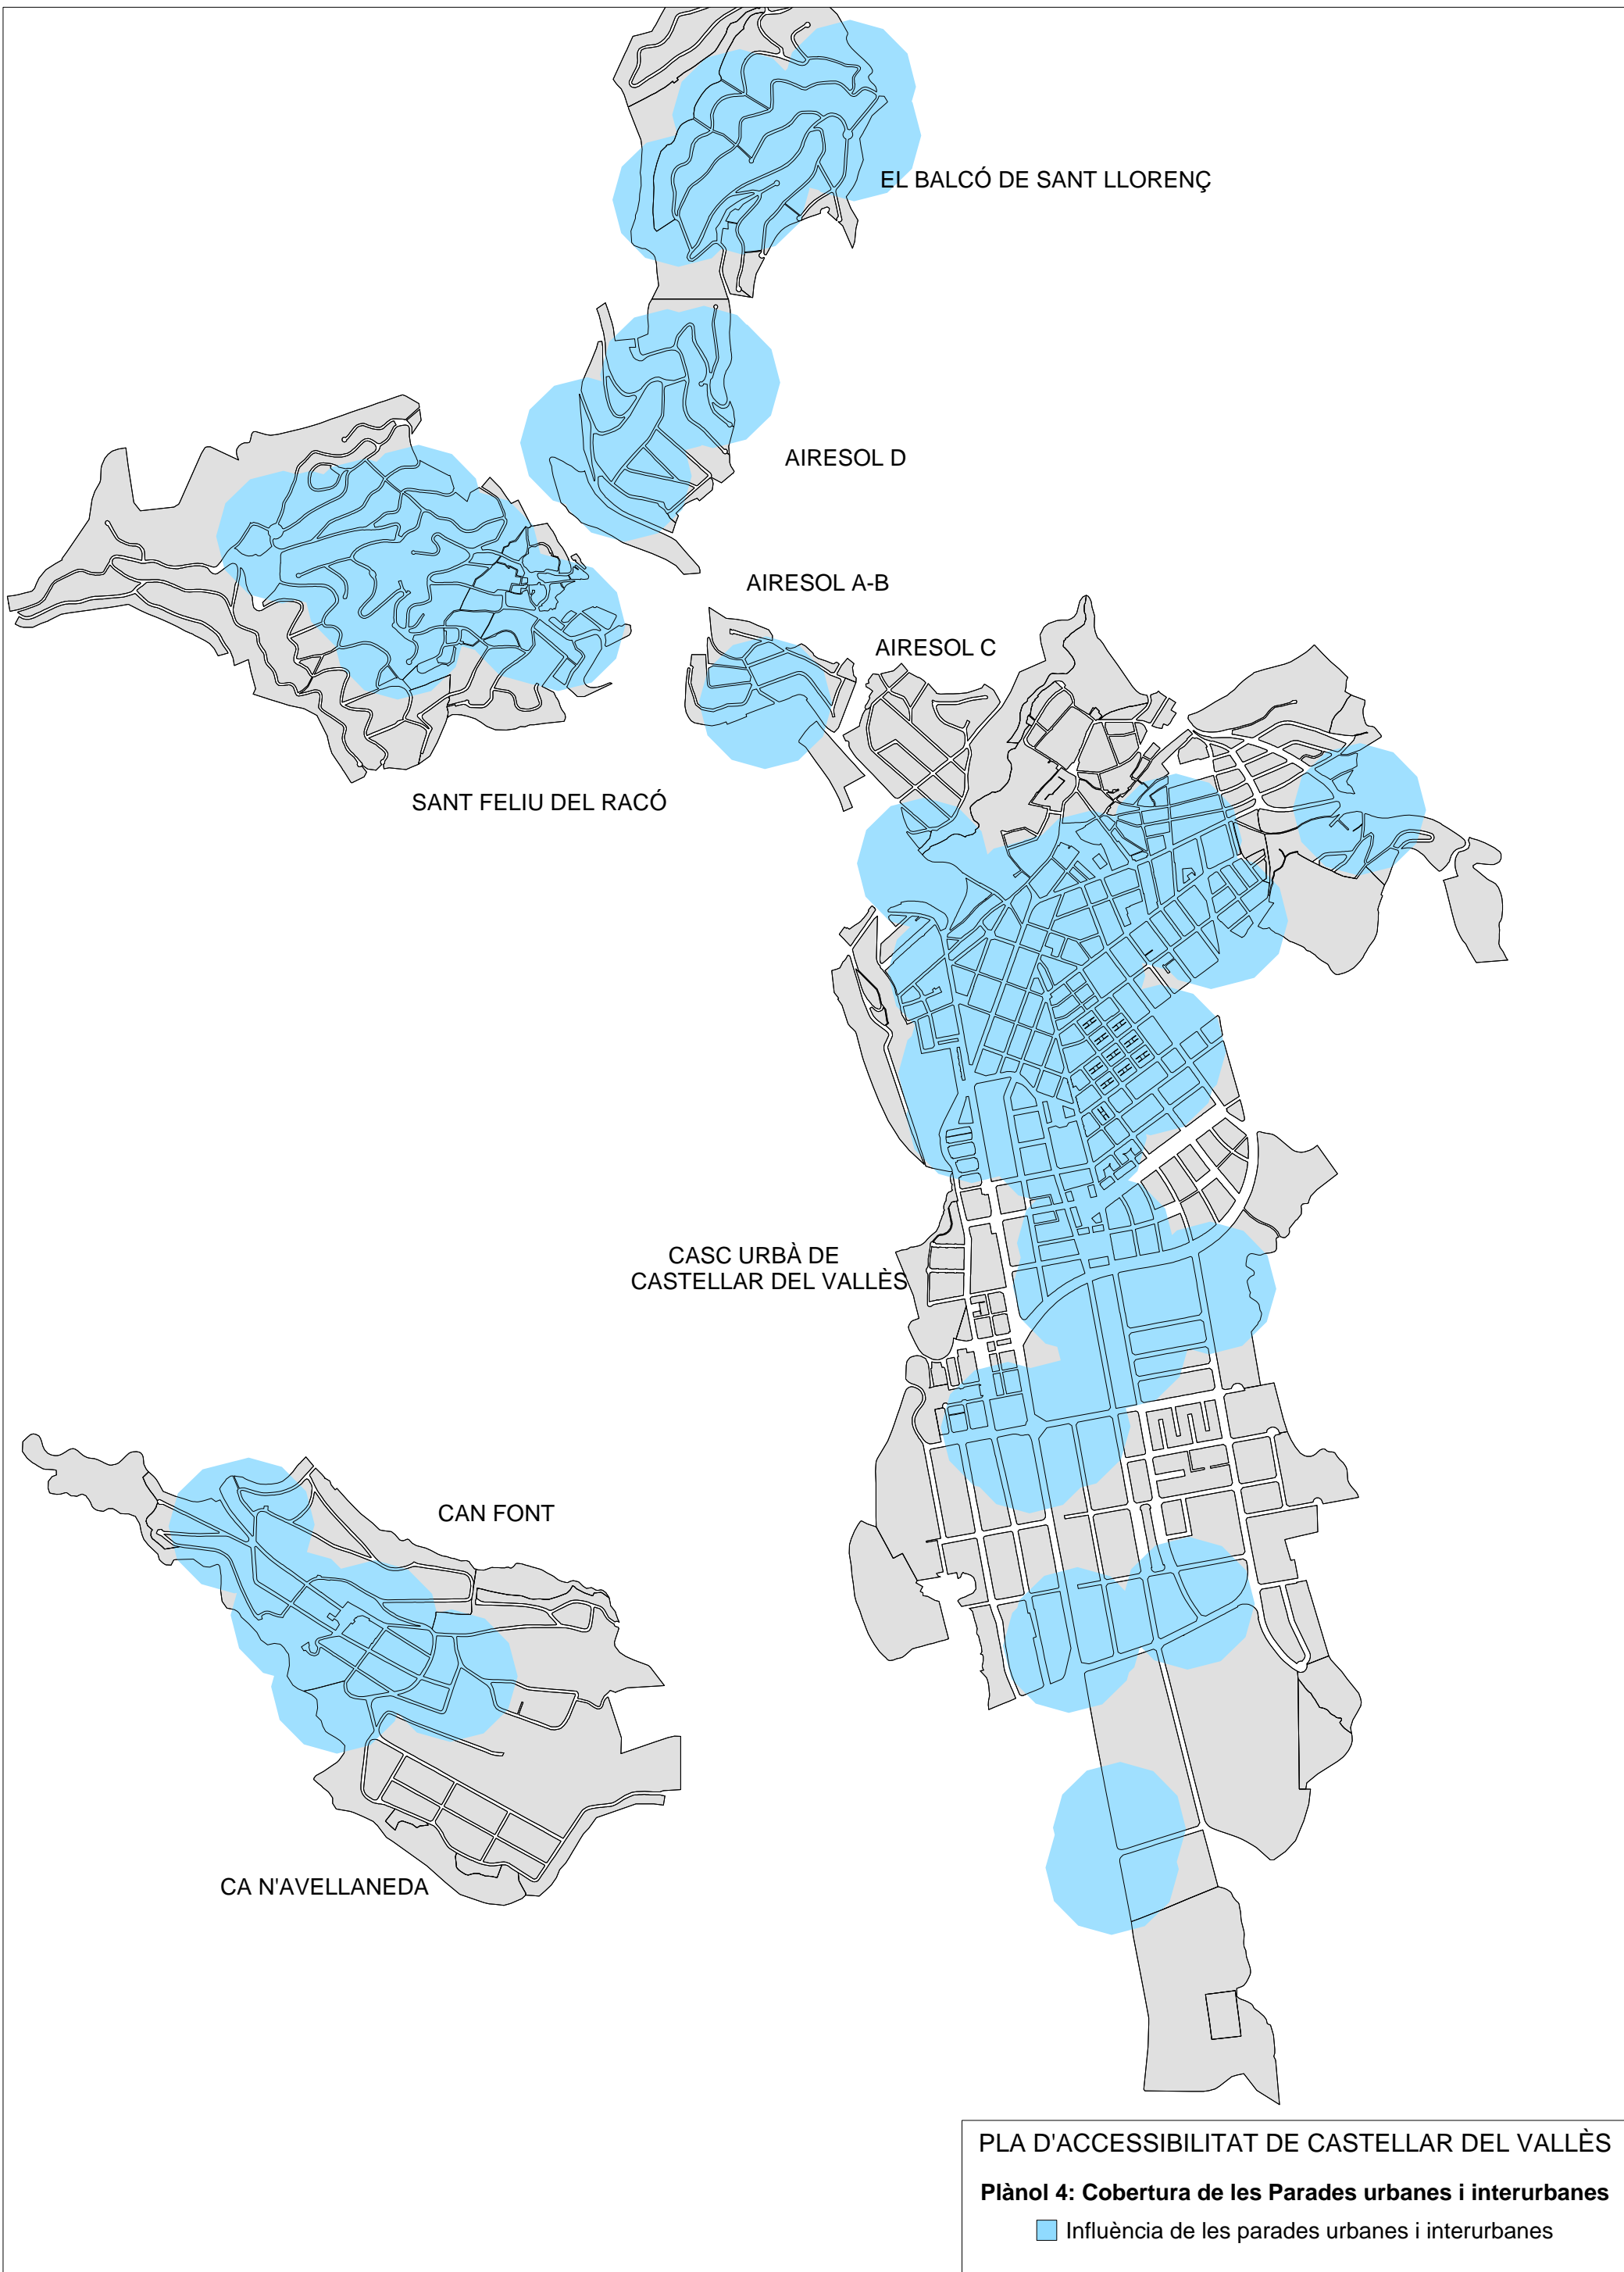 EL BALCÓ DE SANT LLORENÇ
AIRESOL D
AIRESOL A-B
AIRESOL C
SANT FELIU DEL RACÓ
CASC URBÀ DE
CASTELLAR DEL VALLÈS
CAN FONT
CA N'AVELLANEDA
PLA D'ACCESSIBILITAT DE CASTELLAR DEL VALLÈS
Plànol 4: Cobertura de les Parades urbanes i interurbanes
Influència de les parades urbanes i interurbanes